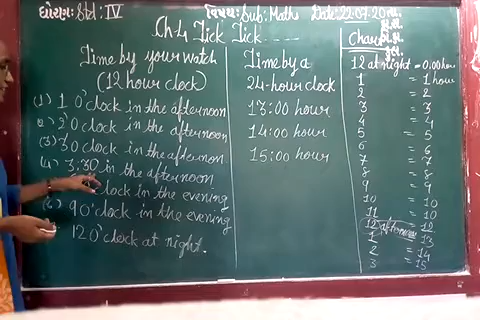 ધોરણ: Std: IV
વિષય: Sub: Maths
Date: 22.07.20
Ch-4 Tick Tick....
Time by your watch
(12 hour clock)
(1) 1 O'clock in the afternoon
(2) 2 O'clock in the afternoon
(3) 3 O'clock in the afternoon
(4) 3:30 in the afternoon
clock in the evening
9 O'clock in the evening
12 O'clock at night.
Time by a
24-hour clock
13:00 hour
14:00 hour
15:00 hour
12 at night = 0.00 hour
1 = 1 hour
2 = 2
3 = 3
4 = 4
5 = 5
6 = 6
7 = 7
8 = 8
9 = 9
10 = 10
11 = 10
12 afternoon = 12
1 = 13
2 = 14
3 = 15